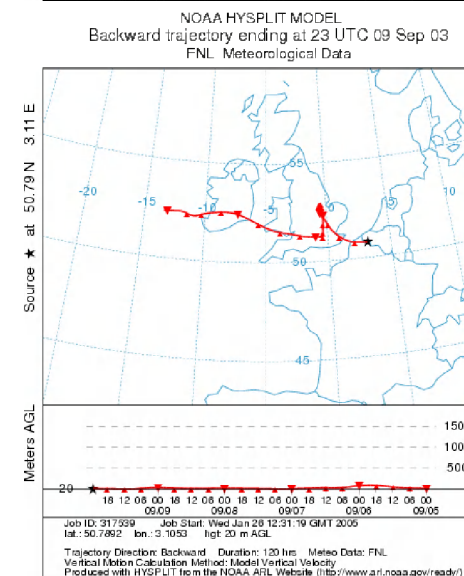 NOAA HYSPLIT MODEL
Backward trajectory ending at 23 UTC 09 Sep 03
FNL Meteorological Data
Source ★ at 50.79 N 3.11 E
-20
-15
-10
-5
0
5
10
55
50
45
Meters AGL
150
100
500
20
18 12 06 00 18 12 06 00 18 12 06 00 18 12 06 00 18 12 06 00
09/09 09/08 09/07 09/06 09/05
Job ID: 317539 Job Start: Wed Jan 26 12:31:19 GMT 2005
lat.: 50.7892 lon.: 3.1053 hgt: 20 m AGL
Trajectory Direction: Backward Duration: 120 hrs Meteo Data: FNL
Vertical Motion Calculation Method: Model Vertical Velocity
Produced with HYSPLIT from the NOAA ARL Website (http://www.arl.noaa.gov/ready/)